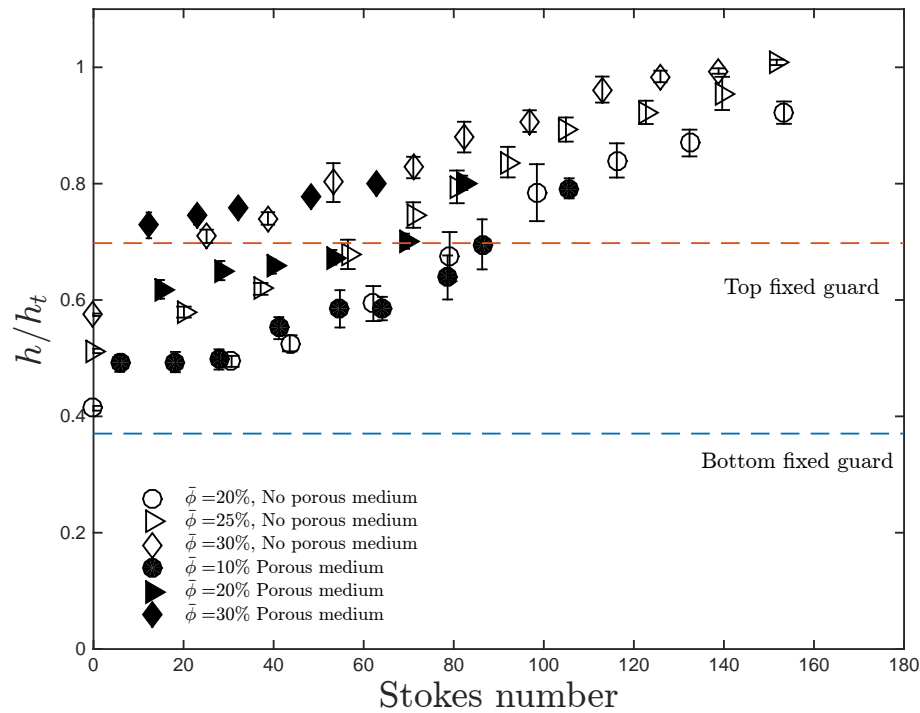 1
0.8
0.6
0.4
0.2
0
h/h_t
Top fixed guard
Bottom fixed guard
ϕ̄ =20%, No porous medium
ϕ̄ =25%, No porous medium
ϕ̄ =30%, No porous medium
ϕ̄ =10% Porous medium
ϕ̄ =20% Porous medium
ϕ̄ =30% Porous medium
0 20 40 60 80 100 120 140 160 180
Stokes number